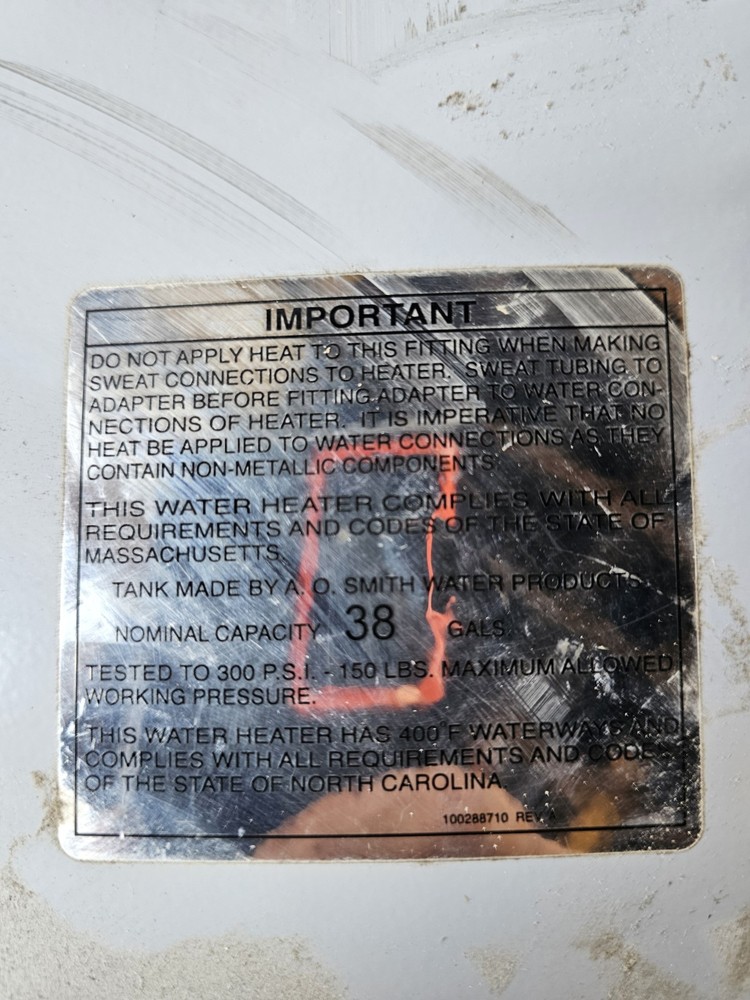 IMPORTANT
DO NOT APPLY HEAT TO THIS FITTING WHEN MAKING
SWEAT CONNECTIONS TO HEATER. SWEAT TUBING TO
ADAPTER BEFORE FITTING ADAPTER TO WATER CON-
NECTIONS OF HEATER. IT IS IMPERATIVE THAT NO
HEAT BE APPLIED TO WATER CONNECTIONS AS THEY
CONTAIN NON-METALLIC COMPONENTS.
THIS WATER HEATER COMPLIES WITH ALL
REQUIREMENTS AND CODES OF THE STATE OF
MASSACHUSETTS.
TANK MADE BY A. O. SMITH WATER PRODUCTS
NOMINAL CAPACITY 38 GALS.
TESTED TO 300 P.S.I. - 150 LBS. MAXIMUM ALLOWED
WORKING PRESSURE.
THIS WATER HEATER HAS 400°F WATERWAYS AND
COMPLIES WITH ALL REQUIREMENTS AND CODES
OF THE STATE OF NORTH CAROLINA.
100288710 REV A